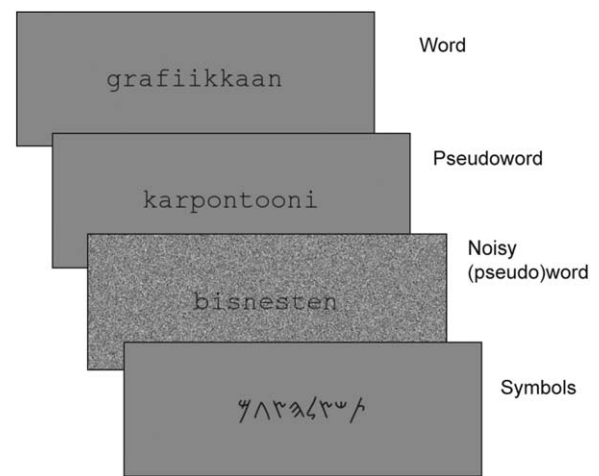 Word
grafiikkaan
Pseudoword
karpontooni
Noisy
(pseudo)word
bisnesten
Symbols